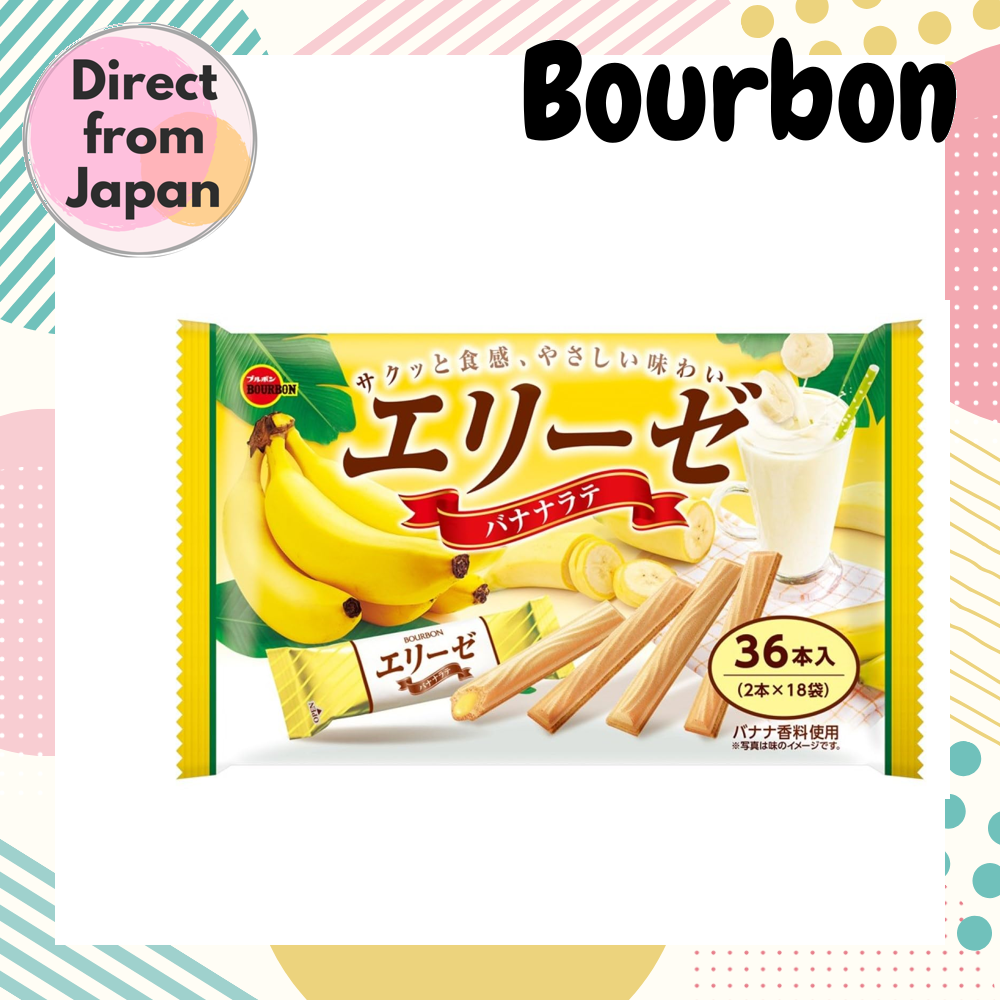 Direct
from
Japan
Bourbon
ブルボン
BOURBON
サクッと食感、やさしい味わい
エリーゼ
バナナラテ
BOURBON
エリーゼ
バナナラテ
36本入
(2本×18袋)
バナナ香料使用
※写真は味のイメージです。